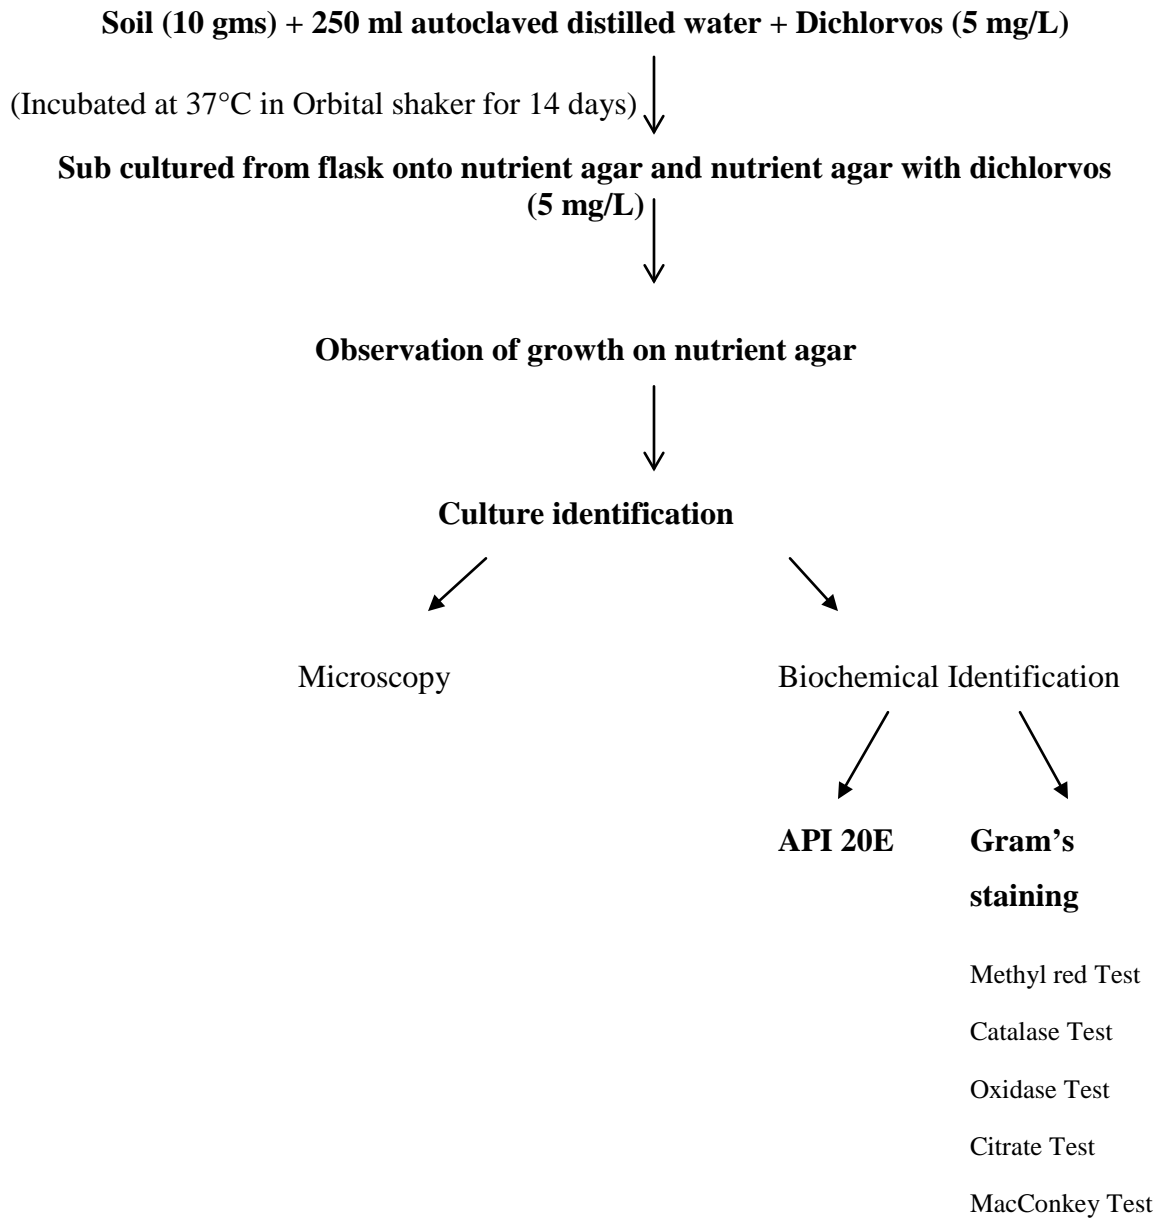 Soil (10 gms) + 250 ml autoclaved distilled water + Dichlorvos (5 mg/L)
(Incubated at 37°C in Orbital shaker for 14 days)
Sub cultured from flask onto nutrient agar and nutrient agar with dichlorvos
(5 mg/L)
Observation of growth on nutrient agar
Culture identification
Microscopy
Biochemical Identification
API 20E
Gram’s
staining
Methyl red Test
Catalase Test
Oxidase Test
Citrate Test
MacConkey Test